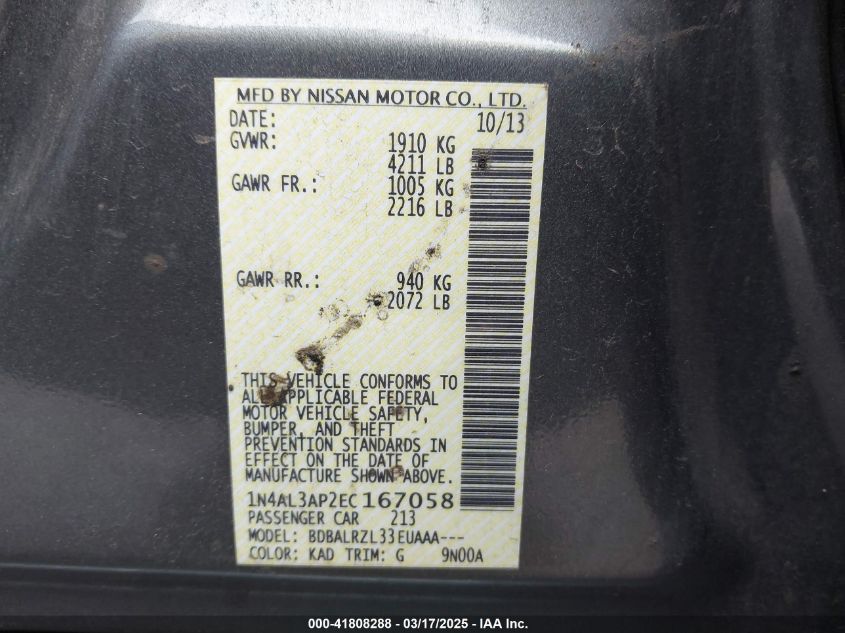 MFD BY NISSAN MOTOR CO., LTD.
DATE: 10/13
GVWR: 1910 KG
4211 LB
GAWR FR.: 1005 KG
2216 LB
GAWR RR.: 940 KG
2072 LB
THIS VEHICLE CONFORMS TO
ALL APPLICABLE FEDERAL
MOTOR VEHICLE SAFETY,
BUMPER, AND THEFT
PREVENTION STANDARDS IN
EFFECT ON THE DATE OF
MANUFACTURE SHOWN ABOVE.
1N4AL3AP2EC167058
PASSENGER CAR 213
MODEL: BDBALRZL33EUAAA---
COLOR: KAD TRIM: G 9N00A
000-41808288 - 03/17/2025 - IAA Inc.